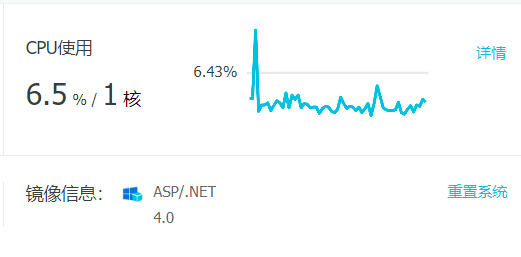 CPU使用
6.43%
详情
6.5 % / 1 核
镜像信息： ASP/.NET 重置系统
4.0